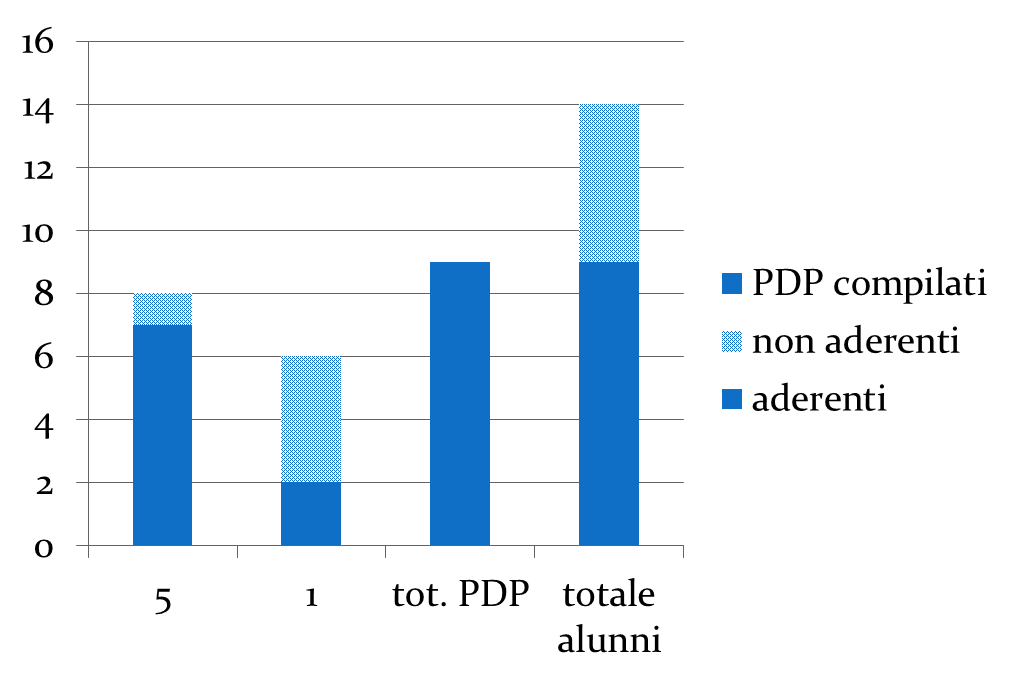 16
14
12
10
8
6
4
2
0
5
1
tot. PDP
totale
alunni
PDP compilati
non aderenti
aderenti